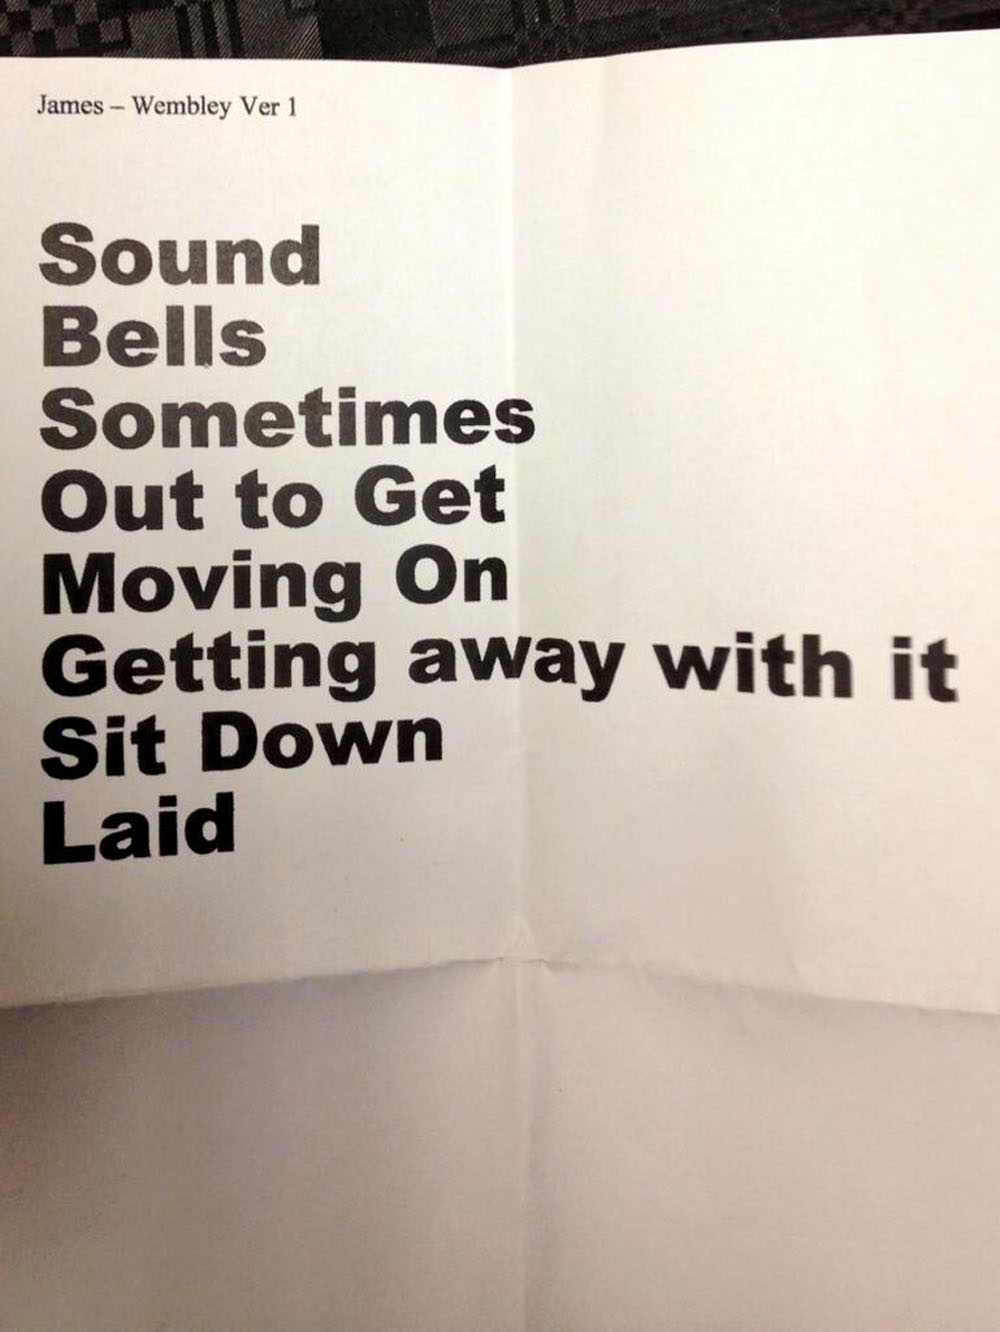 James – Wembley Ver 1
Sound
Bells
Sometimes
Out to Get
Moving On
Getting away with it
Sit Down
Laid